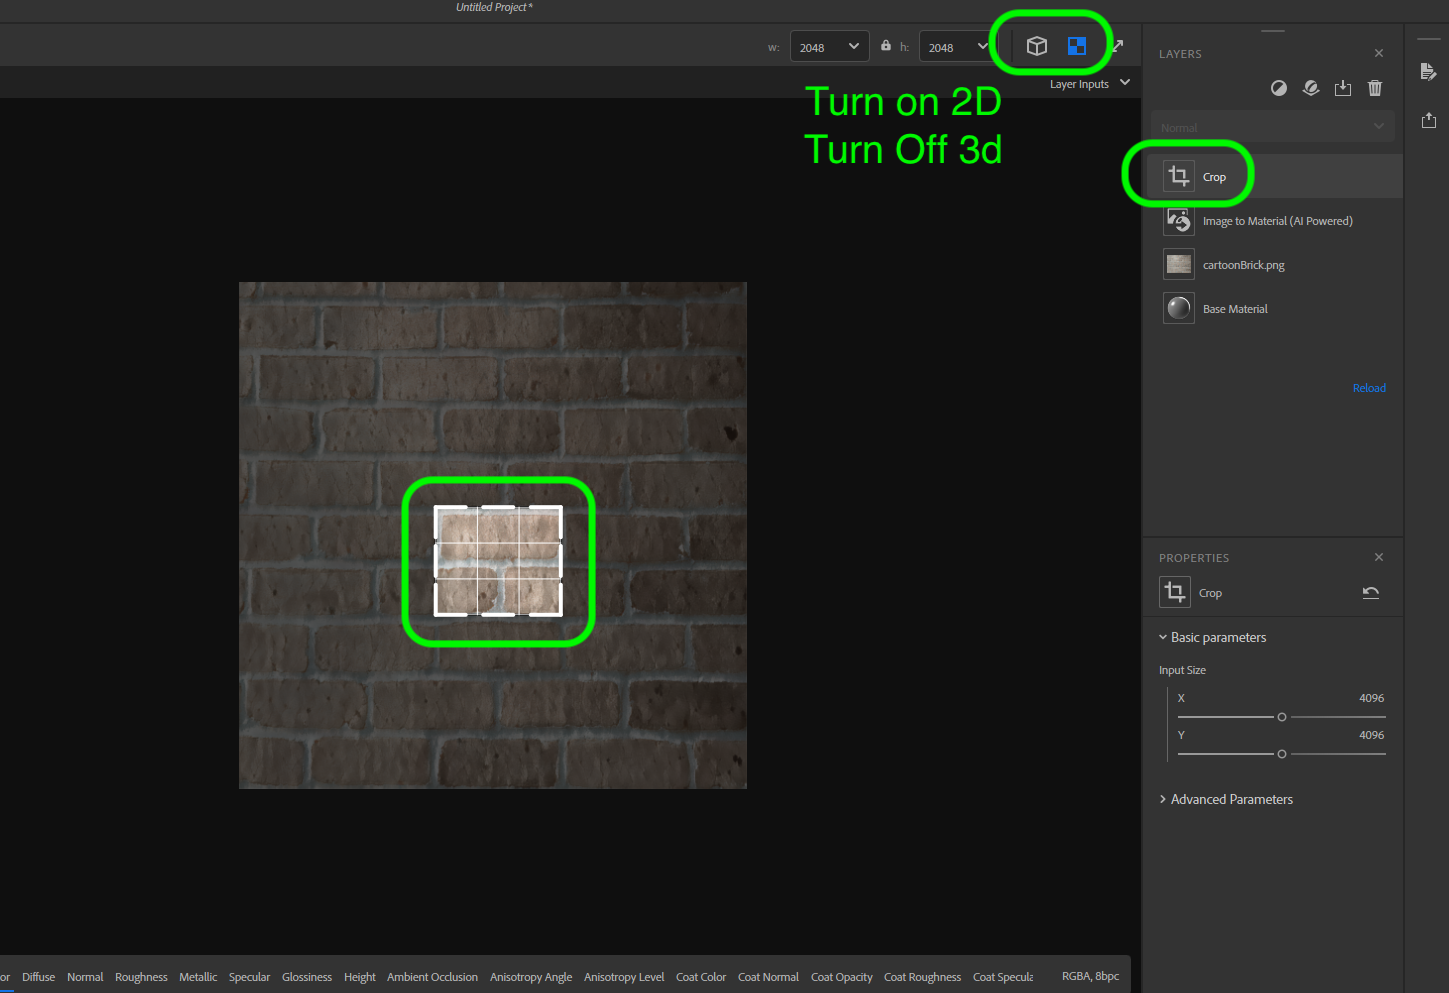 Untitled Project*
w: 2048 h: 2048
Layer Inputs
Turn on 2D
Turn Off 3d
LAYERS
Normal
Crop
Image to Material (AI Powered)
cartoonBrick.png
Base Material
Reload
PROPERTIES
Crop
Basic parameters
Input Size
X 4096
Y 4096
Advanced Parameters
or Diffuse Normal Roughness Metallic Specular Glossiness Height Ambient Occlusion Anisotropy Angle Anisotropy Level Coat Color Coat Normal Coat Opacity Coat Roughness Coat Specula RGBA, 8bpc